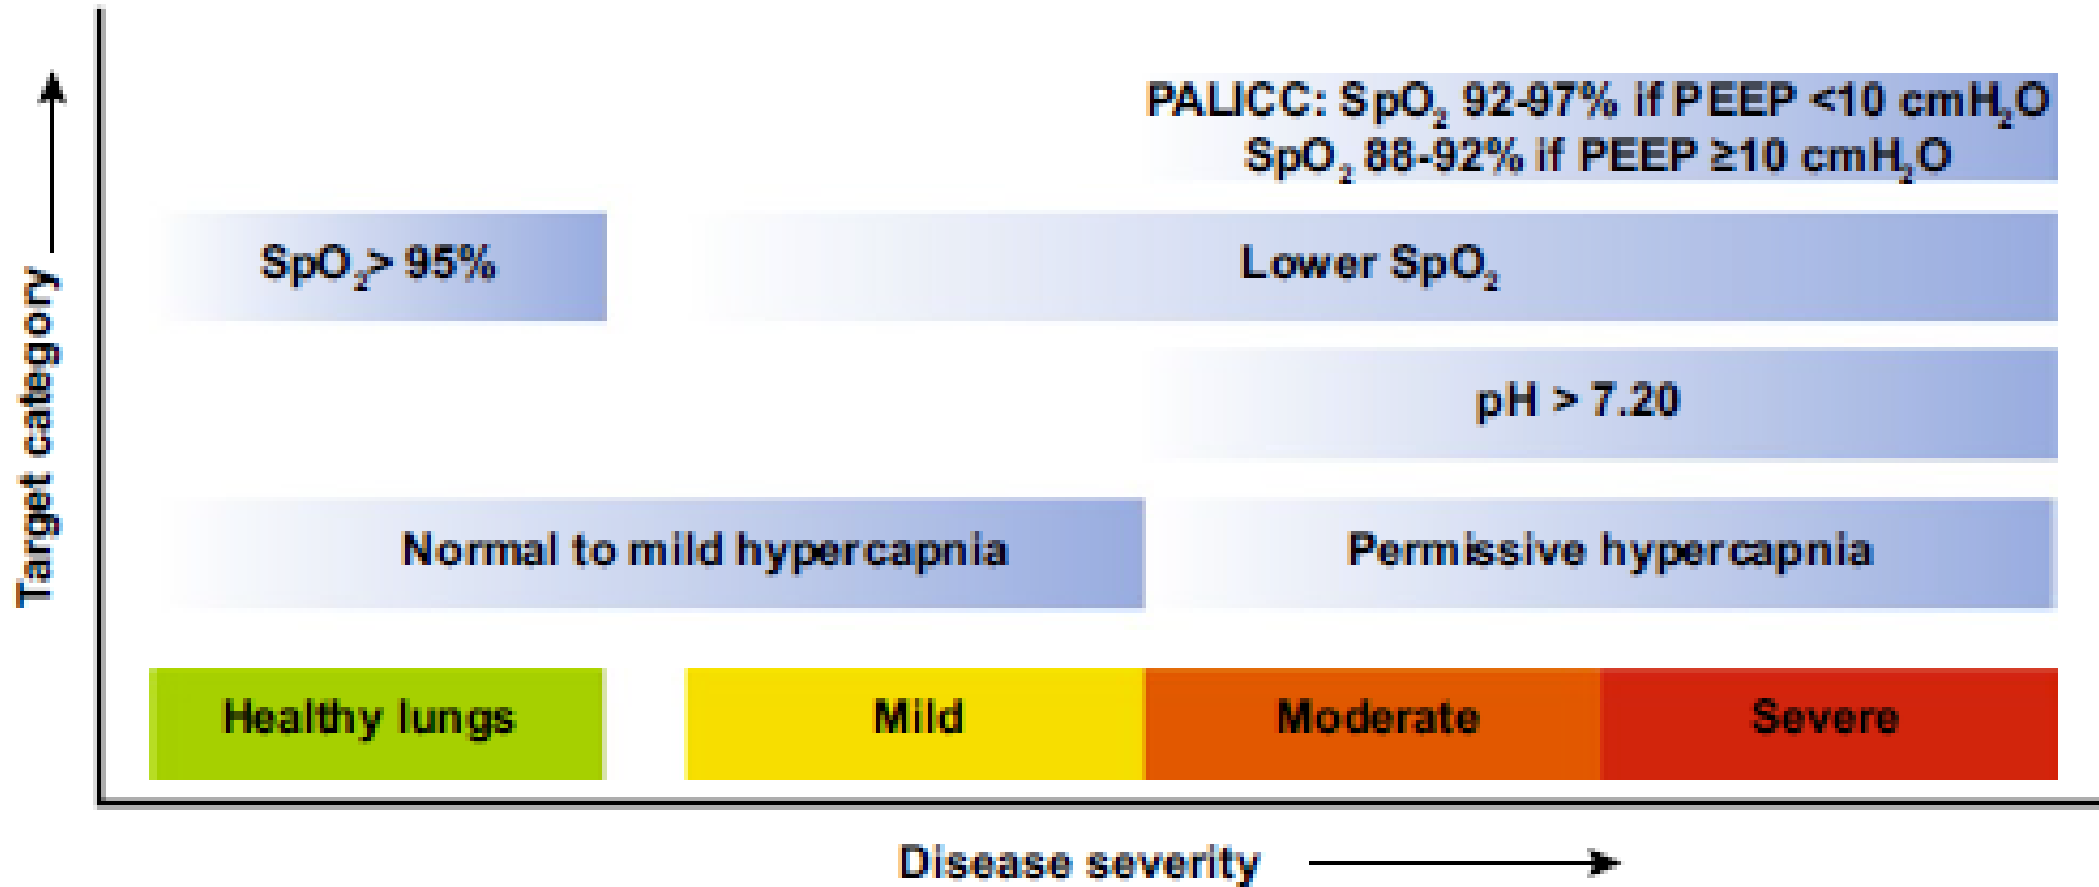 Target category
PALICC: SpO₂ 92-97% if PEEP <10 cmH₂O
SpO₂ 88-92% if PEEP ≥10 cmH₂O
SpO₂> 95%
Lower SpO₂
pH > 7.20
Normal to mild hypercapnia
Permissive hypercapnia
Healthy lungs
Mild
Moderate
Severe
Disease severity